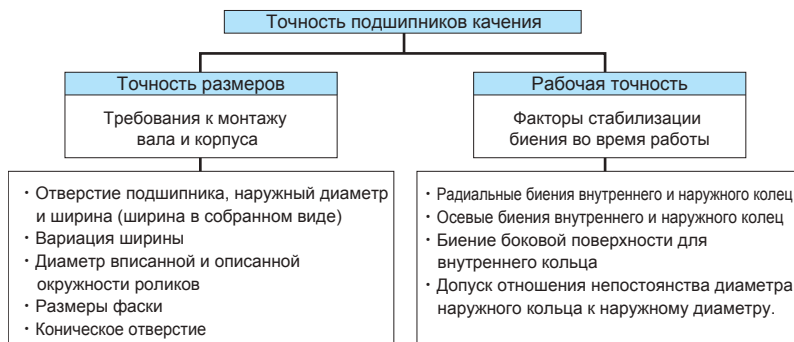 Точность подшипников качения
Точность размеров
Требования к монтажу
вала и корпуса
· Отверстие подшипника, наружный диаметр
и ширина (ширина в собранном виде)
· Вариация ширины
· Диаметр вписанной и описанной
окружности роликов
· Размеры фаски
· Коническое отверстие
Рабочая точность
Факторы стабилизации
биения во время работы
· Радиальные биения внутреннего и наружного колец
· Осевые биения внутреннего и наружного колец
· Биение боковой поверхности для
внутреннего кольца
· Допуск отношения непостоянства диаметра
наружного кольца к наружному диаметру.